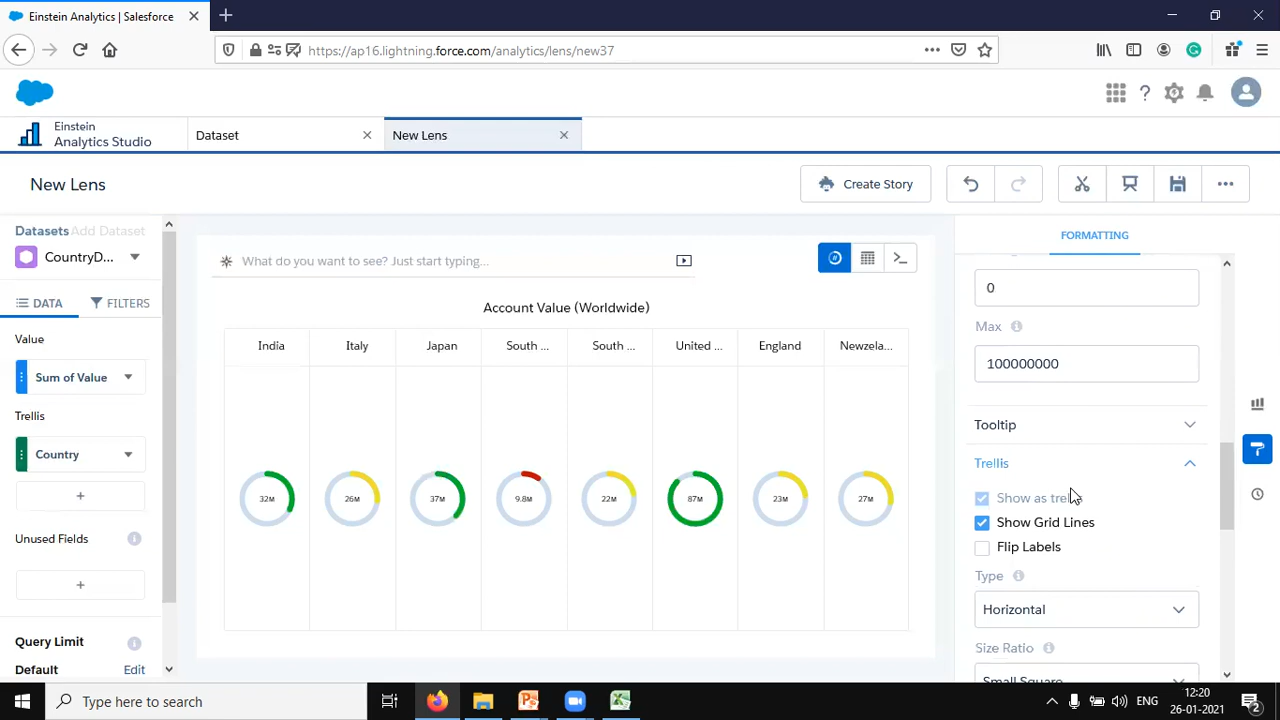 Einstein Analytics | Salesforce
https://ap16.lightning.force.com/analytics/lens/new37
Einstein
Analytics Studio
Dataset
New Lens
New Lens
Create Story
Datasets Add Dataset
CountryD...
DATA
FILTERS
Value
Sum of Value
Trellis
Country
Unused Fields
Query Limit
Default
Edit
What do you want to see? Just start typing...
Account Value (Worldwide)
India
Italy
Japan
South ...
South ...
United ...
England
Newzela...
32M
26M
37M
9.8M
22M
87M
23M
27M
FORMATTING
0
Max
100000000
Tooltip
Trellis
Show as trellis
Show Grid Lines
Flip Labels
Type
Horizontal
Size Ratio
Small Square
Type here to search
ENG
12:20
26-01-2021
2